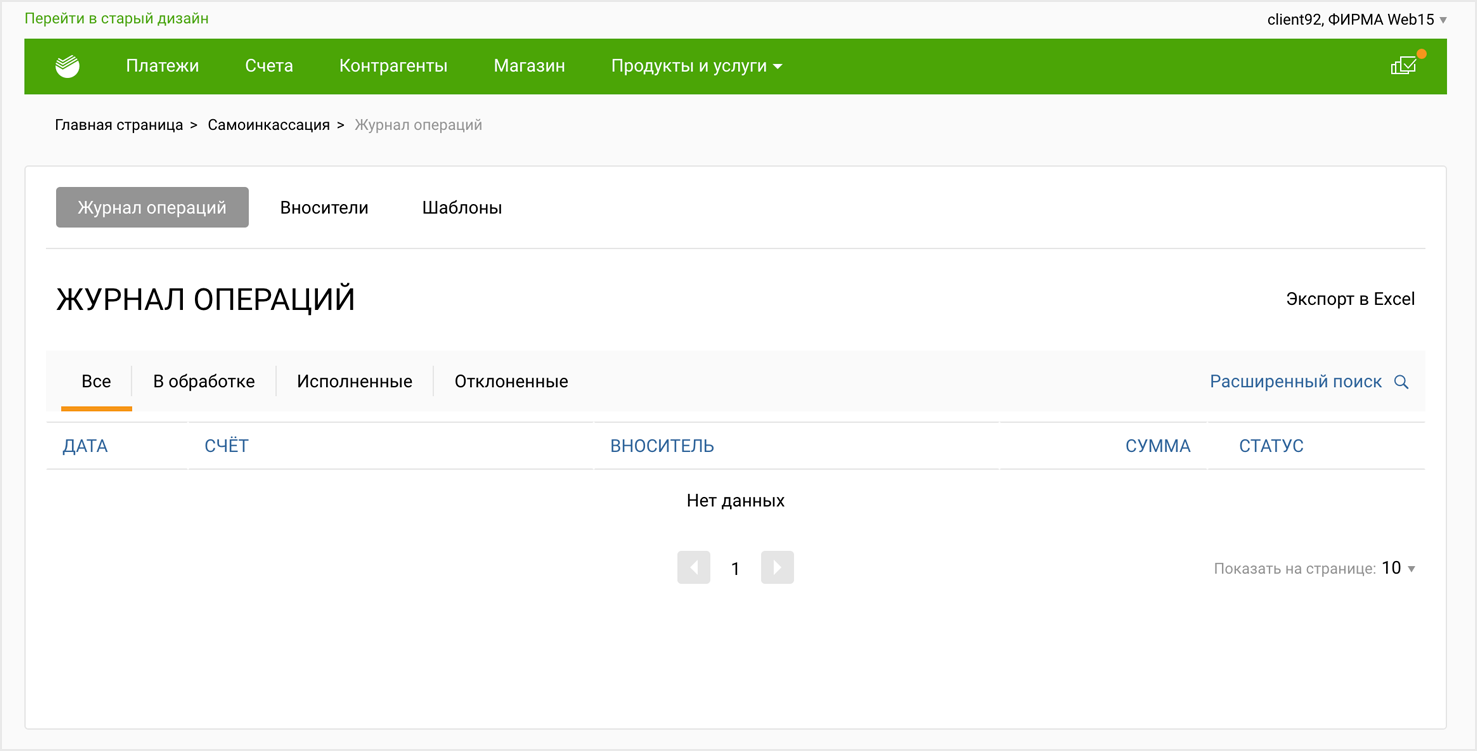 Перейти в старый дизайн
client92, ФИРМА Web15
Платежи Счета Контрагенты Магазин Продукты и услуги
Главная страница > Самоинкассация > Журнал операций
Журнал операций Вносители Шаблоны
ЖУРНАЛ ОПЕРАЦИЙ
Экспорт в Excel
Все В обработке Исполненные Отклоненные Расширенный поиск
ДАТА СЧЁТ ВНОСИТЕЛЬ СУММА СТАТУС
Нет данных
1
Показать на странице: 10